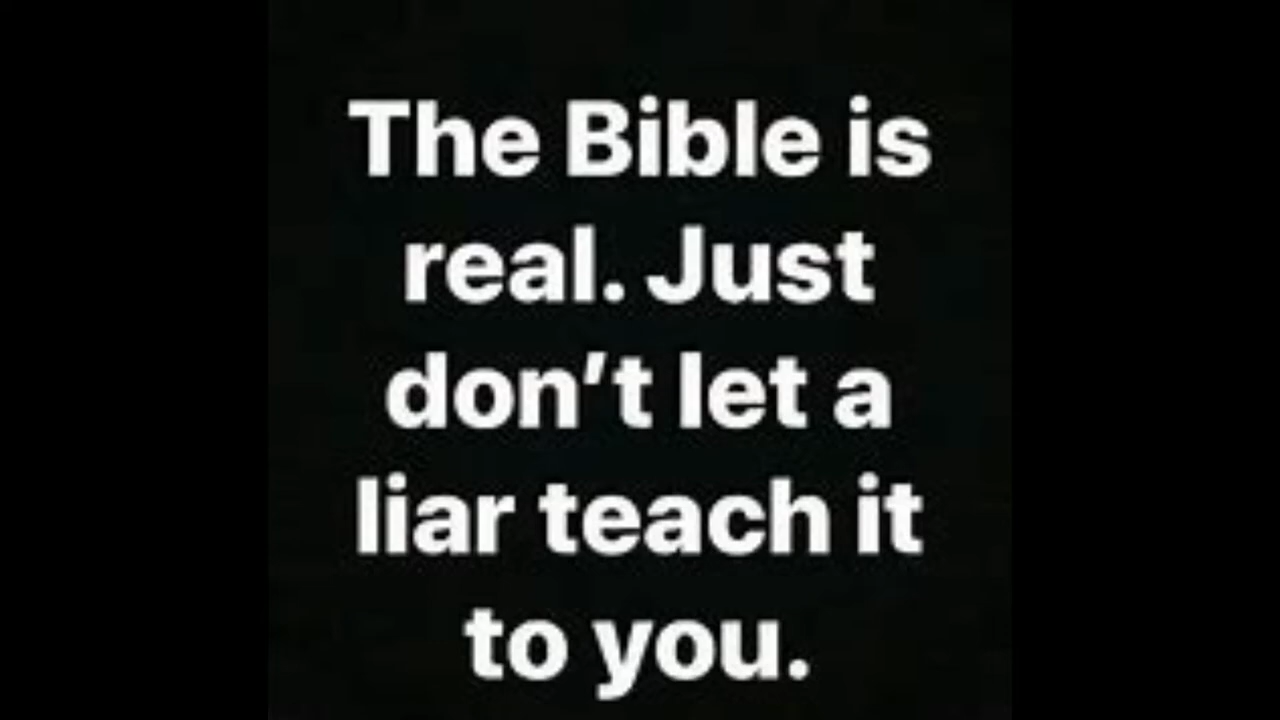 The Bible is
real. Just
don’t let a
liar teach it
to you.